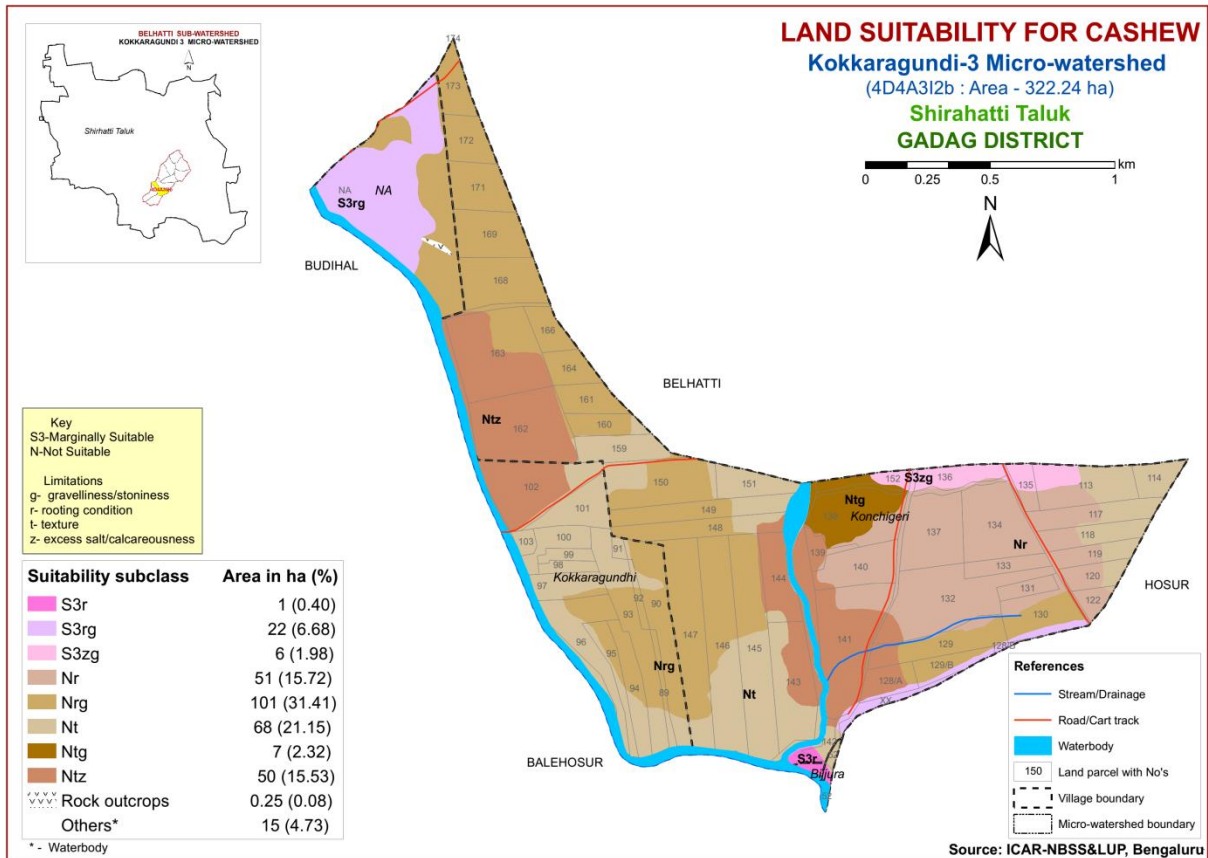 BELHATTI SUB-WATERSHED
KOKKARAGUNDI 3 MICRO-WATERSHED
N
Shirhatti Taluk
LAND SUITABILITY FOR CASHEW
Kokkaragundi-3 Micro-watershed
(4D4A3I2b : Area - 322.24 ha)
Shirahatti Taluk
GADAG DISTRICT
km
0 0.25 0.5 1
N
174
173
172
171
NA NA
S3rg
169
168
BUDIHAL
166
163
164
161
160
Ntz
162
159
BELHATTI
102
101
150
151
149
148
152
S3zg
136
135
113
114
Ntg
Konchigeri
117
118
119
120
122
137
134
Nr
133
131
132
130
139
140
144
103
100
99
98
97
91
Kokkaragundhi
92
90
93
96
95
94
89
Nrg
147
146
145
Nt
143
141
129
129/B
128/B
128/A
XX
142
HOSUR
BALEHOSUR
S3r
Bijjura
Key
S3-Marginally Suitable
N-Not Suitable
Limitations
g- gravelliness/stoniness
r- rooting condition
t- texture
z- excess salt/calcareousness
Suitability subclass Area in ha (%)
S3r 1 (0.40)
S3rg 22 (6.68)
S3zg 6 (1.98)
Nr 51 (15.72)
Nrg 101 (31.41)
Nt 68 (21.15)
Ntg 7 (2.32)
Ntz 50 (15.53)
Rock outcrops 0.25 (0.08)
Others* 15 (4.73)
* - Waterbody
References
Stream/Drainage
Road/Cart track
Waterbody
150 Land parcel with No's
Village boundary
Micro-watershed boundary
Source: ICAR-NBSS&LUP, Bengaluru